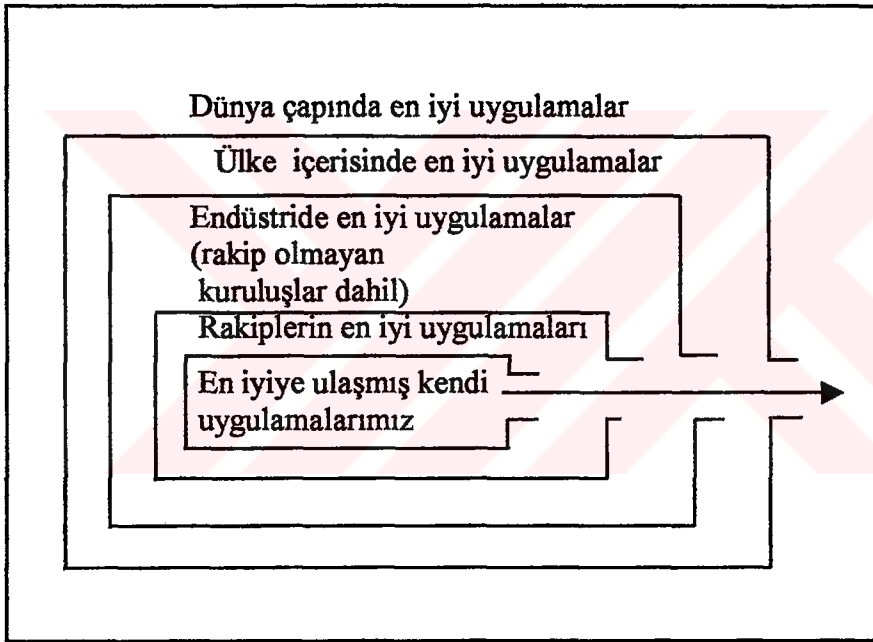 Dünya çapında en iyi uygulamalar
Ülke içerisinde en iyi uygulamalar
Endüstride en iyi uygulamalar
(rakip olmayan
kuruluşlar dahil)
Rakiplerin en iyi uygulamaları
En iyiye ulaşmış kendi
uygulamalarımız